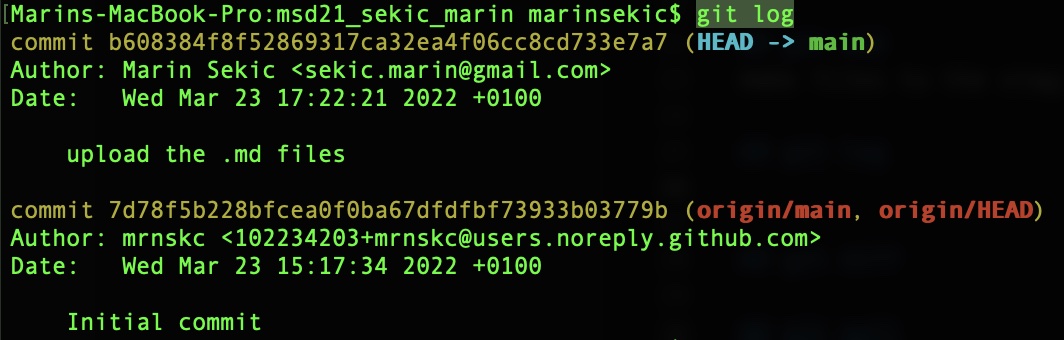 [Marins-MacBook-Pro:msd21_sekic_marin marinsekic$ git log
commit b608384f8f52869317ca32ea4f06cc8cd733e7a7 (HEAD -> main)
Author: Marin Sekic <sekic.marin@gmail.com>
Date:   Wed Mar 23 17:22:21 2022 +0100
    upload the .md files
commit 7d78f5b228bfcea0f0ba67dfdfbf73933b03779b (origin/main, origin/HEAD)
Author: mrnskc <102234203+mrnskc@users.noreply.github.com>
Date:   Wed Mar 23 15:17:34 2022 +0100
    Initial commit